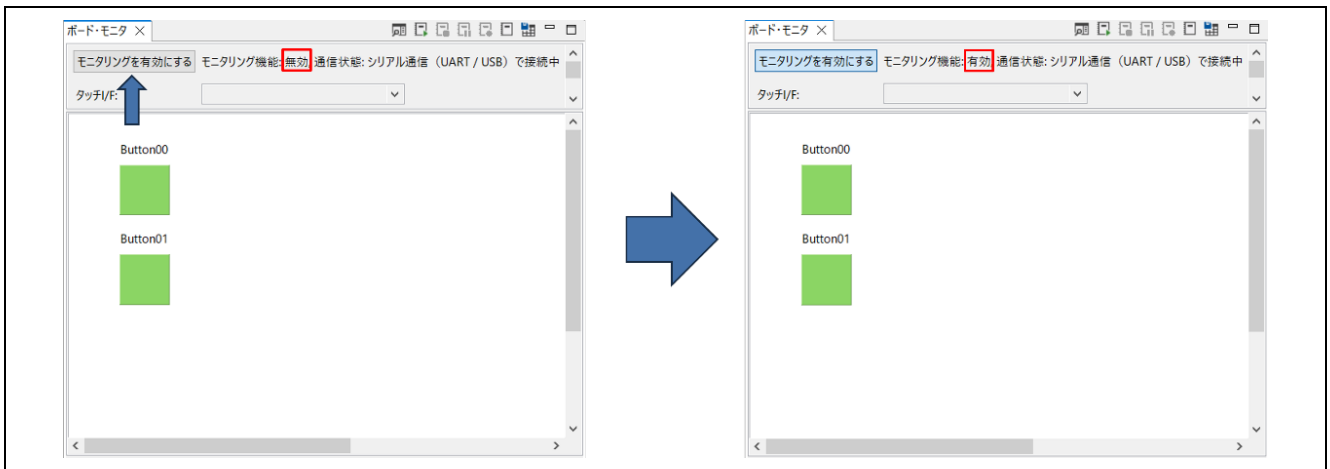 ボード・モニタ
モニタリングを有効にする モニタリング機能: 無効 通信状態: シリアル通信（UART / USB）で接続中
タッチI/F:
Button00
Button01
ボード・モニタ
モニタリングを有効にする モニタリング機能: 有効 通信状態: シリアル通信（UART / USB）で接続中
タッチI/F:
Button00
Button01